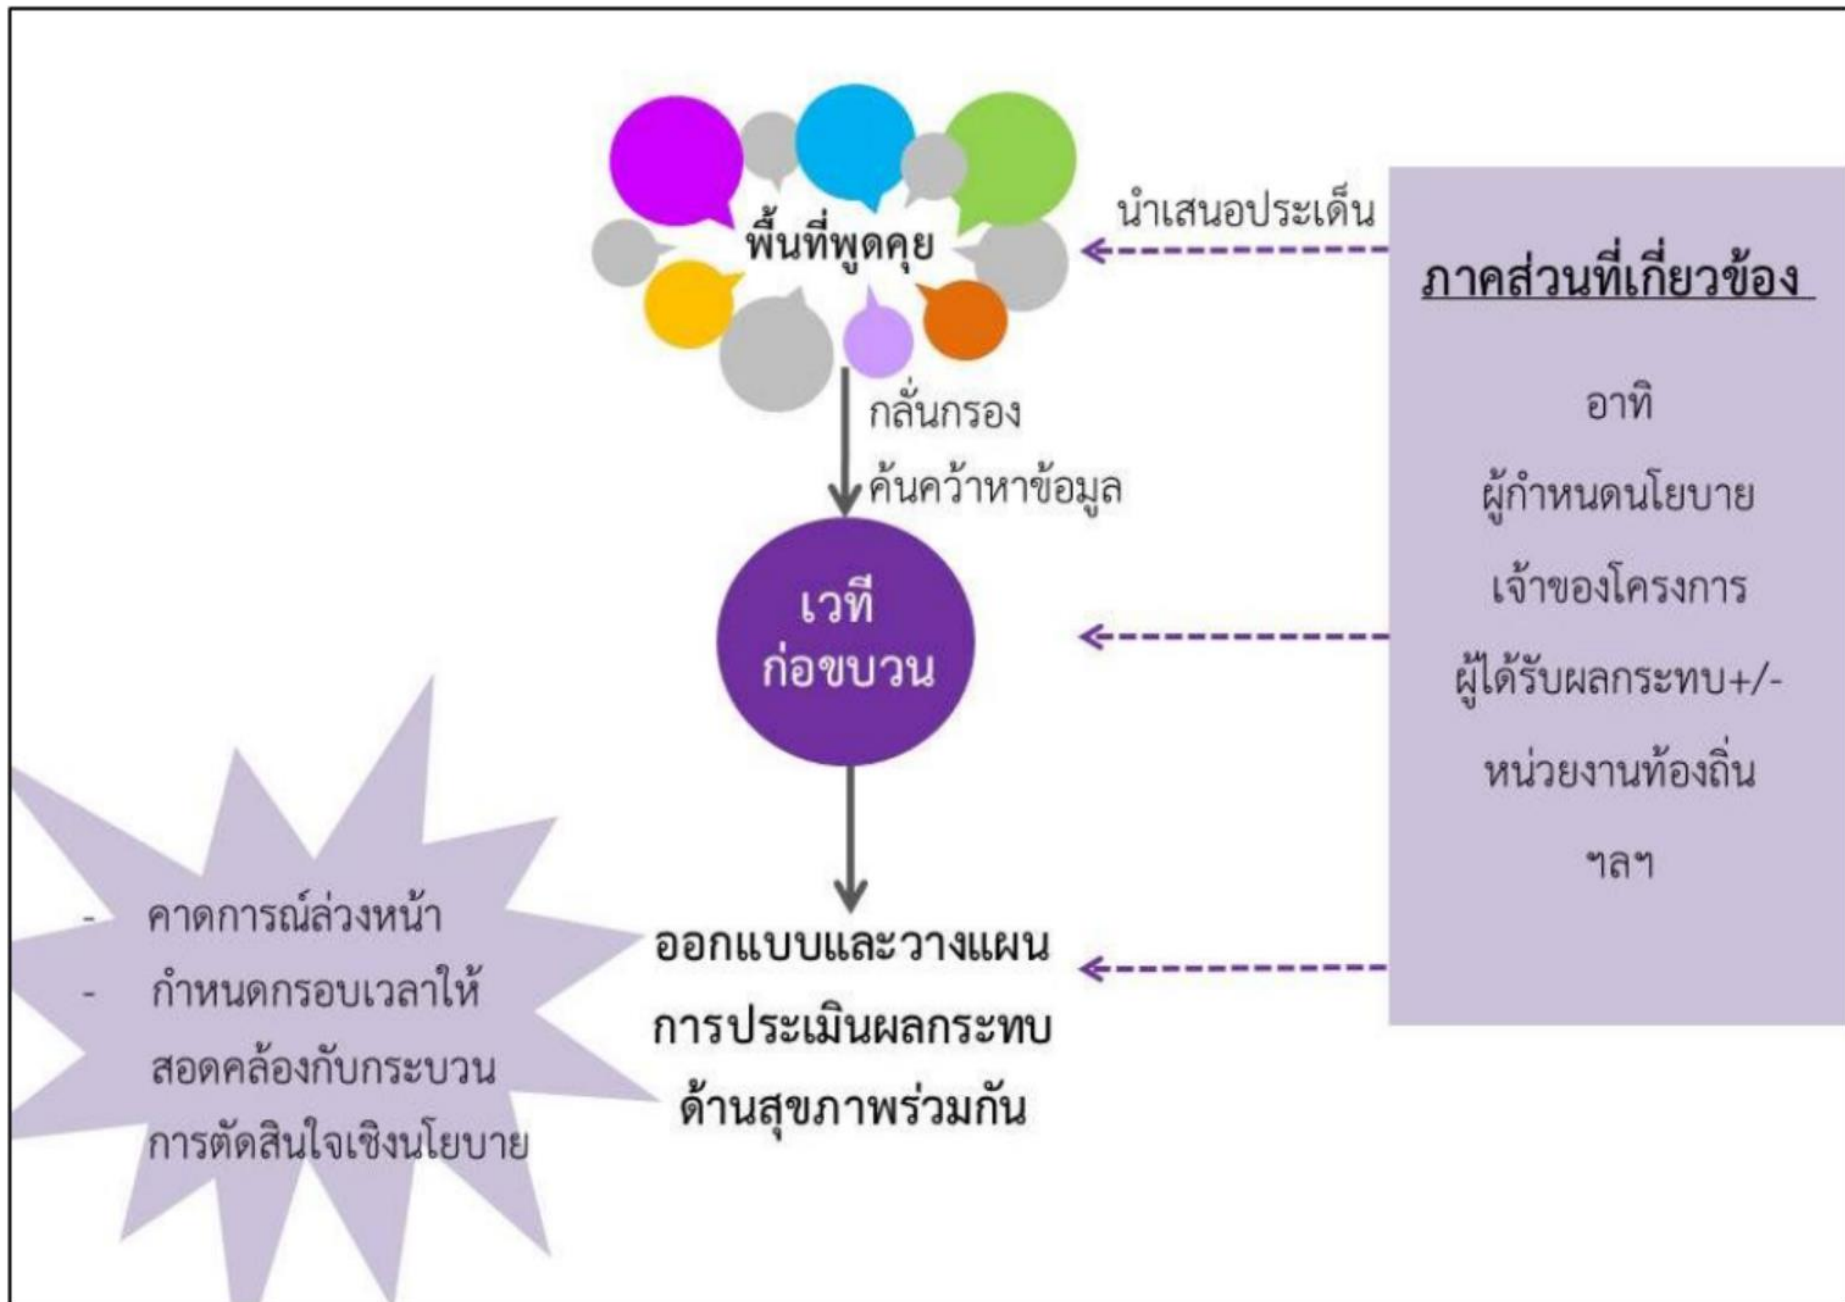 พื้นที่พูดคุย
นำเสนอประเด็น
กลั่นกรอง
ค้นคว้าหาข้อมูล
เวที
ก่อขบวน
ออกแบบและวางแผน
การประเมินผลกระทบ
ด้านสุขภาพร่วมกัน
- คาดการณ์ล่วงหน้า
- กำหนดกรอบเวลาให้
สอดคล้องกับกระบวน
การตัดสินใจเชิงนโยบาย
ภาคส่วนที่เกี่ยวข้อง
อาทิ
ผู้กำหนดนโยบาย
เจ้าของโครงการ
ผู้ได้รับผลกระทบ+/-
หน่วยงานท้องถิ่น
ฯลฯ